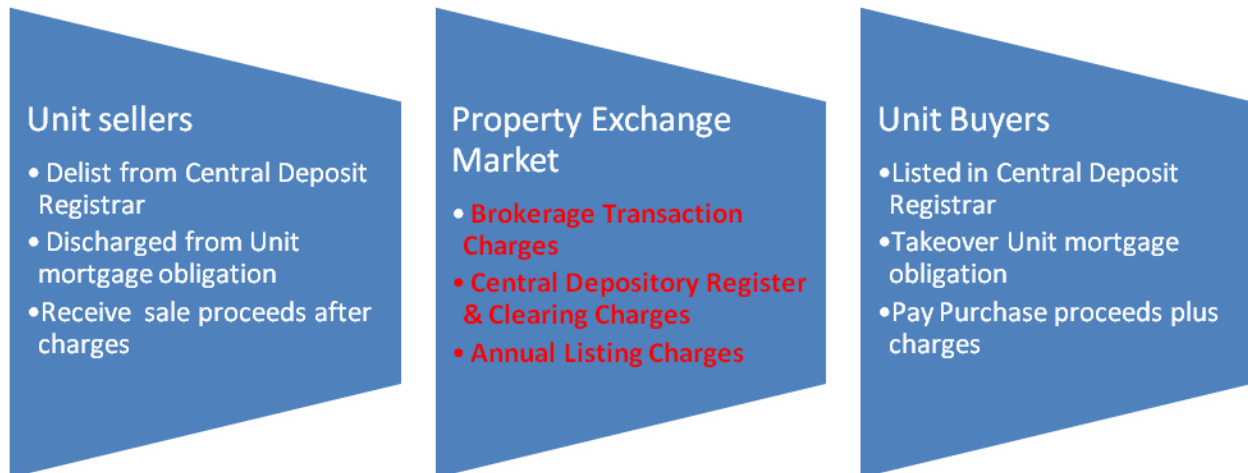 Unit sellers
• Delist from Central Deposit
Registrar
• Discharged from Unit
mortgage obligation
•Receive sale proceeds after
charges
Property Exchange
Market
• Brokerage Transaction
Charges
• Central Depository Register
& Clearing Charges
• Annual Listing Charges
Unit Buyers
•Listed in Central Deposit
Registrar
•Takeover Unit mortgage
obligation
•Pay Purchase proceeds plus
charges